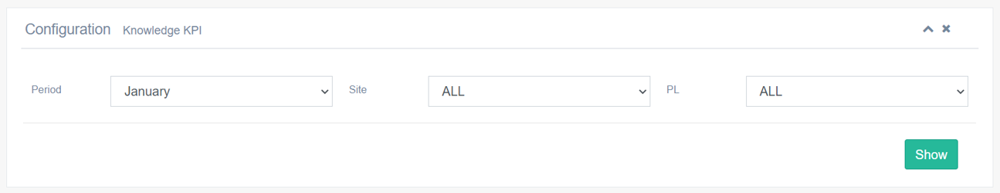 Configuration Knowledge KPI
Period January Site ALL PL ALL
Show